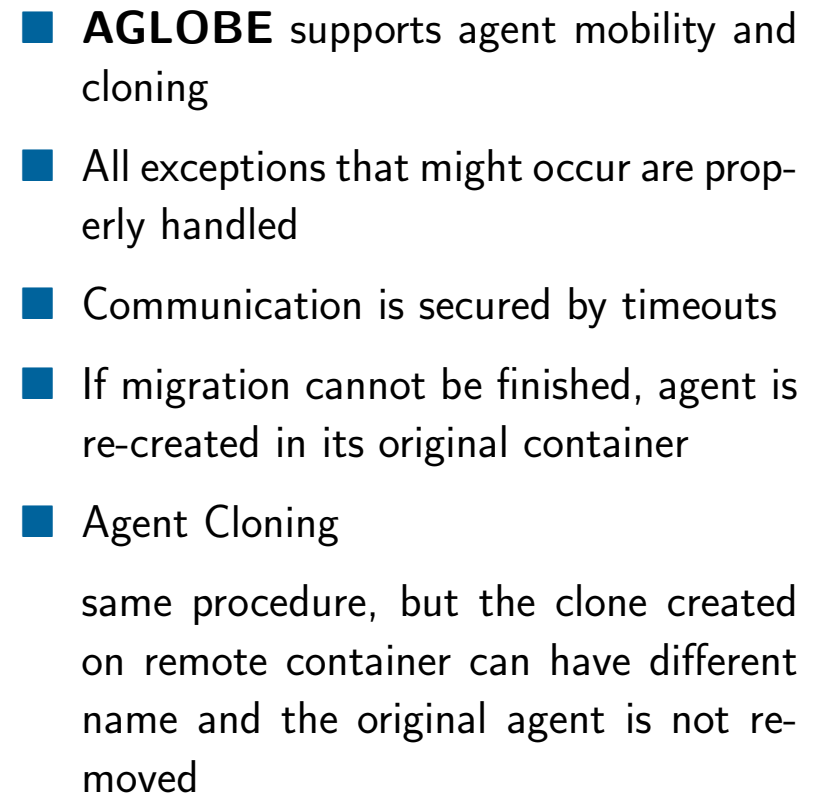 AGLOBE supports agent mobility and
cloning
All exceptions that might occur are prop-
erly handled
Communication is secured by timeouts
If migration cannot be finished, agent is
re-created in its original container
Agent Cloning
same procedure, but the clone created
on remote container can have different
name and the original agent is not re-
moved